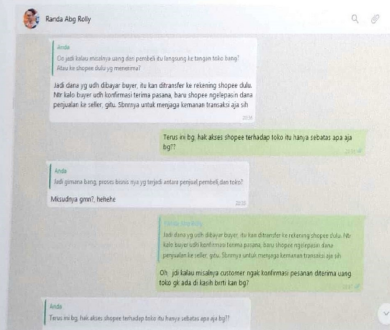 Randa Abg Rolly
Anda
Oo jadi kalau misalnya uang dari pembeli itu langsung ke tangan toko bang?
Atau ke shopee dulu yg menerima?
Jadi dana yg udh dibayar buyer, itu kan ditransfer ke rekening shopee dulu.
Ntr kalo buyer udh konfirmasi terima pesana, baru shopee ngelepasin dana
penjualan ke seller, gitu. Sbnrnya untuk menjaga kemanan transaksi aja sih
Terus ini bg, hak akses shopee terhadap toko itu hanya sebatas apa aja
bg??
Anda
Jadi gimana bang, proses bisnis nya yg terjadi antara penjual,pembeli,dan toko?
Miksudnya gmn?, hehehe
Jadi dana yg udh dibayar buyer, itu kan ditransfer ke rekening shopee dulu. Ntr
kalo buyer udh konfirmasi terima pesana, baru shopee ngelepasin dana
penjualan ke seller, gitu. Sbnrnya untuk menjaga kemanan transaksi aja sih
Oh jdi kalau misalnya customer ngak konfirmasi pesanan diterima uang
toko gk ada di kasih brrti kan bg?
Anda
Terus ini bg, hak akses shopee terhadap toko itu hanya sebatas apa aja bg??